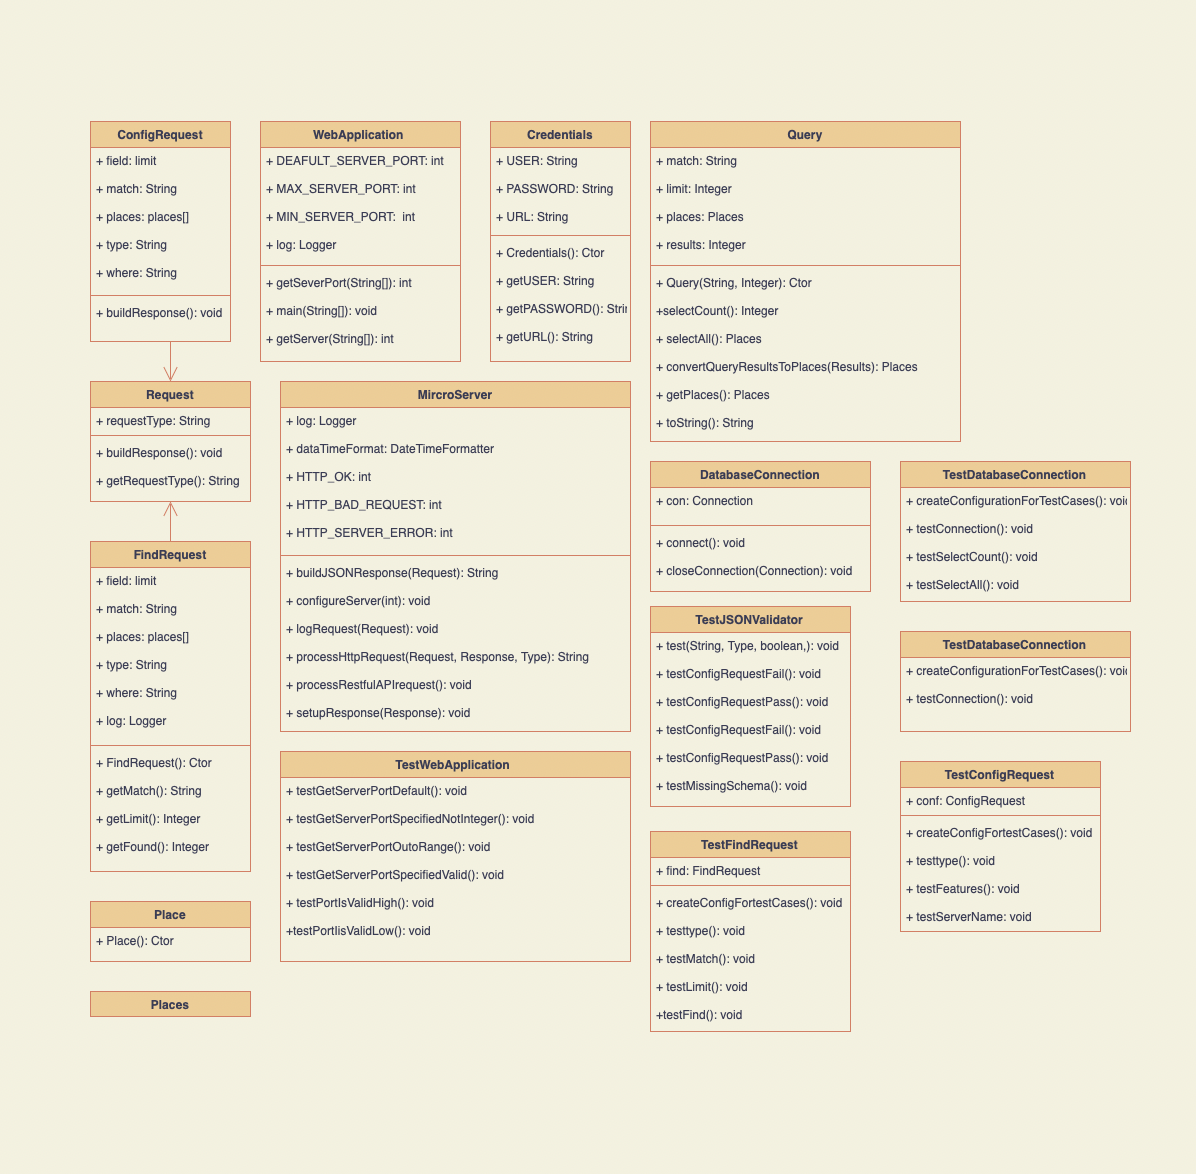 ConfigRequest
+ field: limit
+ match: String
+ places: places[]
+ type: String
+ where: String
+ buildResponse(): void
WebApplication
+ DEAFULT_SERVER_PORT: int
+ MAX_SERVER_PORT: int
+ MIN_SERVER_PORT:  int
+ log: Logger
+ getSeverPort(String[]): int
+ main(String[]): void
+ getServer(String[]): int
Credentials
+ USER: String
+ PASSWORD: String
+ URL: String
+ Credentials(): Ctor
+ getUSER: String
+ getPASSWORD(): Strin
+ getURL(): String
Query
+ match: String
+ limit: Integer
+ places: Places
+ results: Integer
+ Query(String, Integer): Ctor
+selectCount(): Integer
+ selectAll(): Places
+ convertQueryResultsToPlaces(Results): Places
+ getPlaces(): Places
+ toString(): String
Request
+ requestType: String
+ buildResponse(): void
+ getRequestType(): String
MircroServer
+ log: Logger
+ dataTimeFormat: DateTimeFormatter
+ HTTP_OK: int
+ HTTP_BAD_REQUEST: int
+ HTTP_SERVER_ERROR: int
+ buildJSONResponse(Request): String
+ configureServer(int): void
+ logRequest(Request): void
+ processHttpRequest(Request, Response, Type): String
+ processRestfulAPIrequest(): void
+ setupResponse(Response): void
DatabaseConnection
+ con: Connection
+ connect(): void
+ closeConnection(Connection): void
TestDatabaseConnection
+ createConfigurationForTestCases(): void
+ testConnection(): void
+ testSelectCount(): void
+ testSelectAll(): void
FindRequest
+ field: limit
+ match: String
+ places: places[]
+ type: String
+ where: String
+ log: Logger
+ FindRequest(): Ctor
+ getMatch(): String
+ getLimit(): Integer
+ getFound(): Integer
TestJSONValidator
+ test(String, Type, boolean,): void
+ testConfigRequestFail(): void
+ testConfigRequestPass(): void
+ testConfigRequestFail(): void
+ testConfigRequestPass(): void
+ testMissingSchema(): void
TestDatabaseConnection
+ createConfigurationForTestCases(): void
+ testConnection(): void
TestWebApplication
+ testGetServerPortDefault(): void
+ testGetServerPortSpecifiedNotInteger(): void
+ testGetServerPortOutoRange(): void
+ testGetServerPortSpecifiedValid(): void
+ testPortIsValidHigh(): void
+testPortIisValidLow(): void
TestConfigRequest
+ conf: ConfigRequest
+ createConfigFortestCases(): void
+ testtype(): void
+ testFeatures(): void
+ testServerName: void
TestFindRequest
+ find: FindRequest
+ createConfigFortestCases(): void
+ testtype(): void
+ testMatch(): void
+ testLimit(): void
+testFind(): void
Place
+ Place(): Ctor
Places